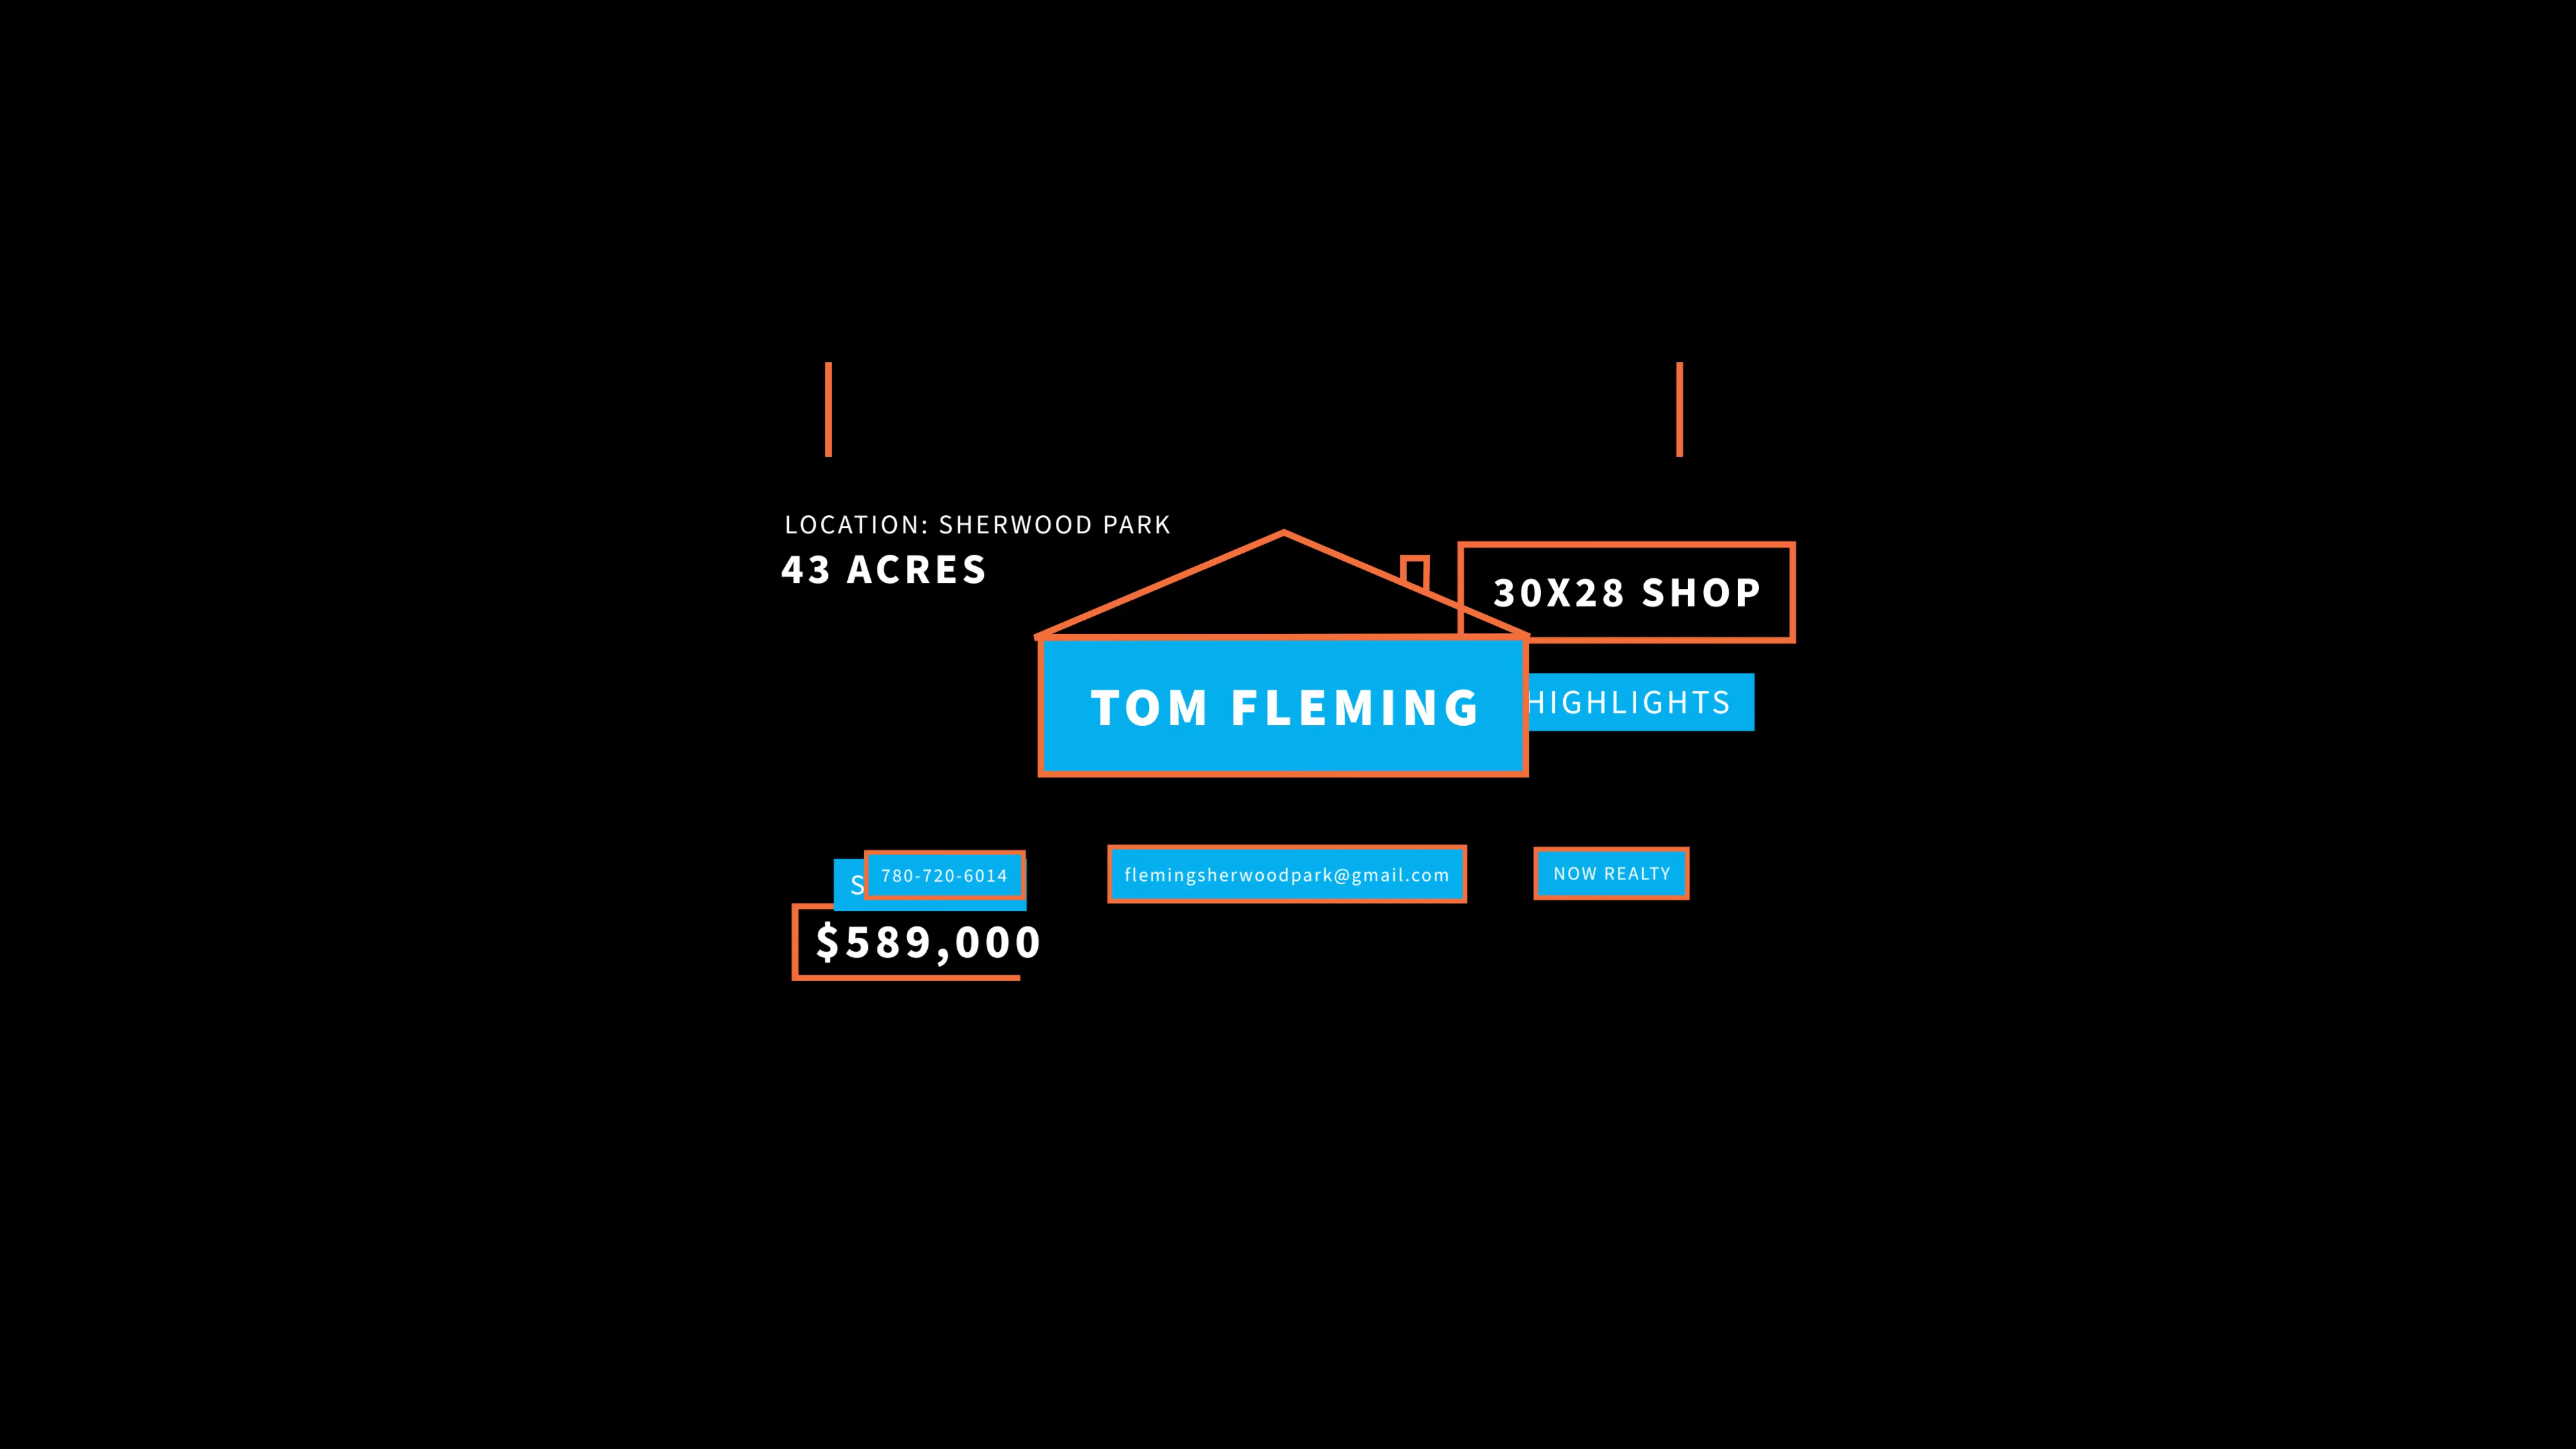 LOCATION: SHERWOOD PARK
43 ACRES
30X28 SHOP
TOM FLEMING
HIGHLIGHTS
780-720-6014
flemingsherwoodpark@gmail.com
NOW REALTY
$589,000